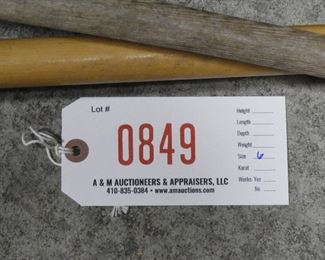 Lot #
0849
A & M AUCTIONEERS & APPRAISERS, LLC
410-835-0384 • www.amauctions.com
Height
Length
Depth
Weight
Size 6
Karat
Works Yes
No